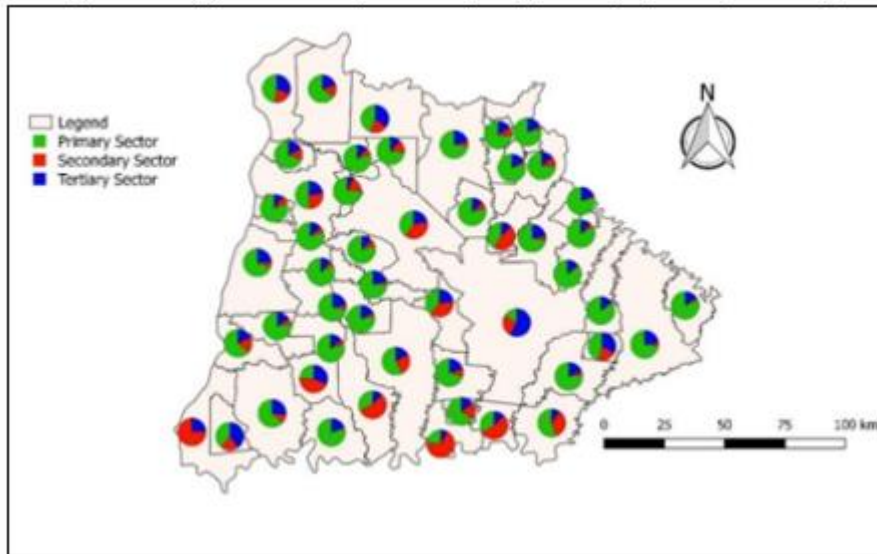 N
Legend
Primary Sector
Secondary Sector
Tertiary Sector
0 25 50 75 100 km